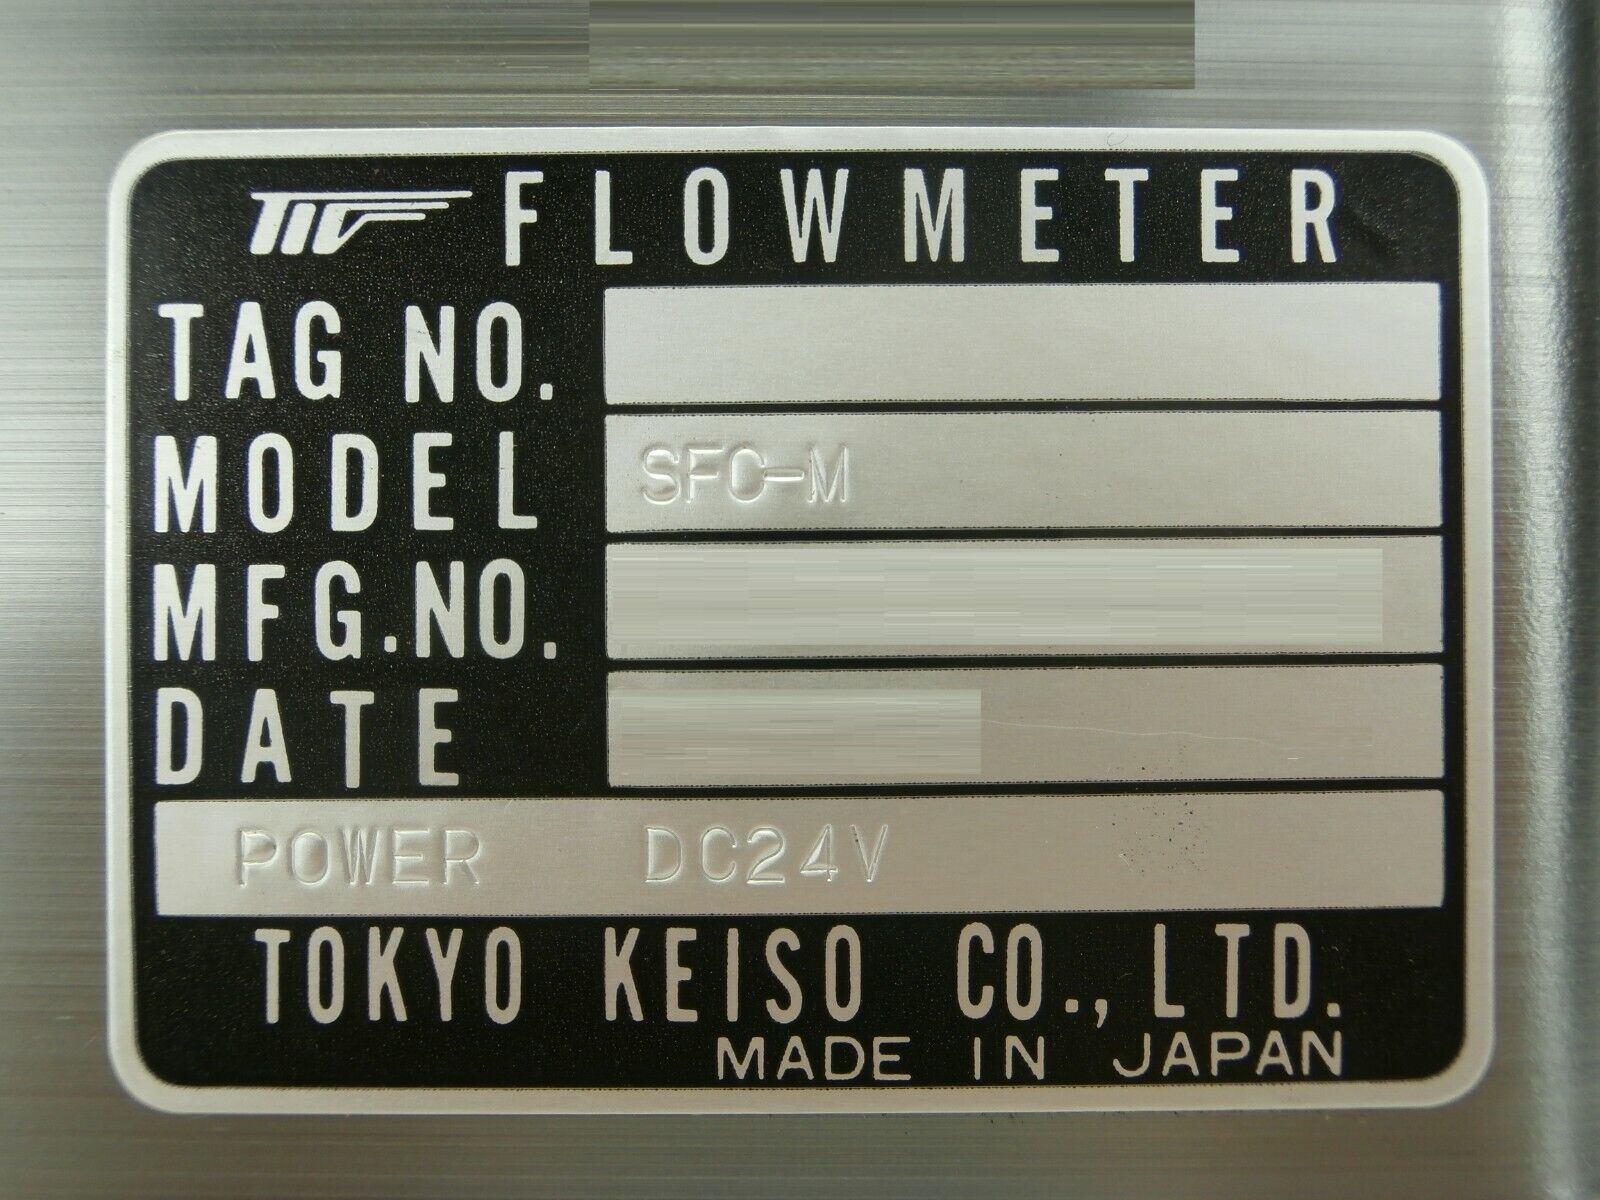 FLOWMETER
TAG NO.
MODEL SFC-M
MFG.NO.
DATE
POWER DC24V
TOKYO KEISO CO., LTD.
MADE IN JAPAN